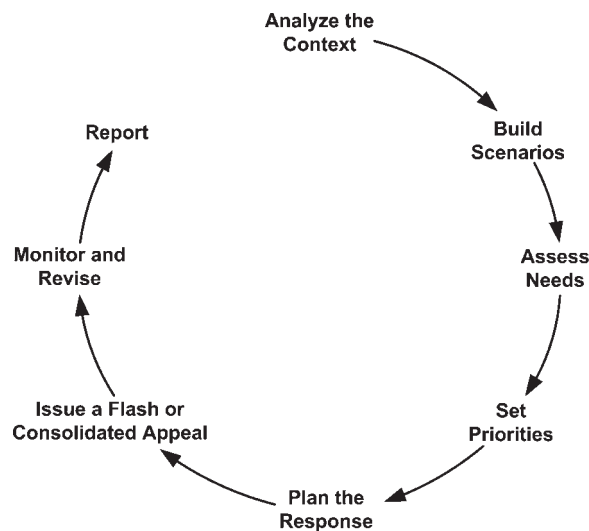 Analyze the
Context
Build
Scenarios
Assess
Needs
Set
Priorities
Plan the
Response
Issue a Flash or
Consolidated Appeal
Monitor and
Revise
Report